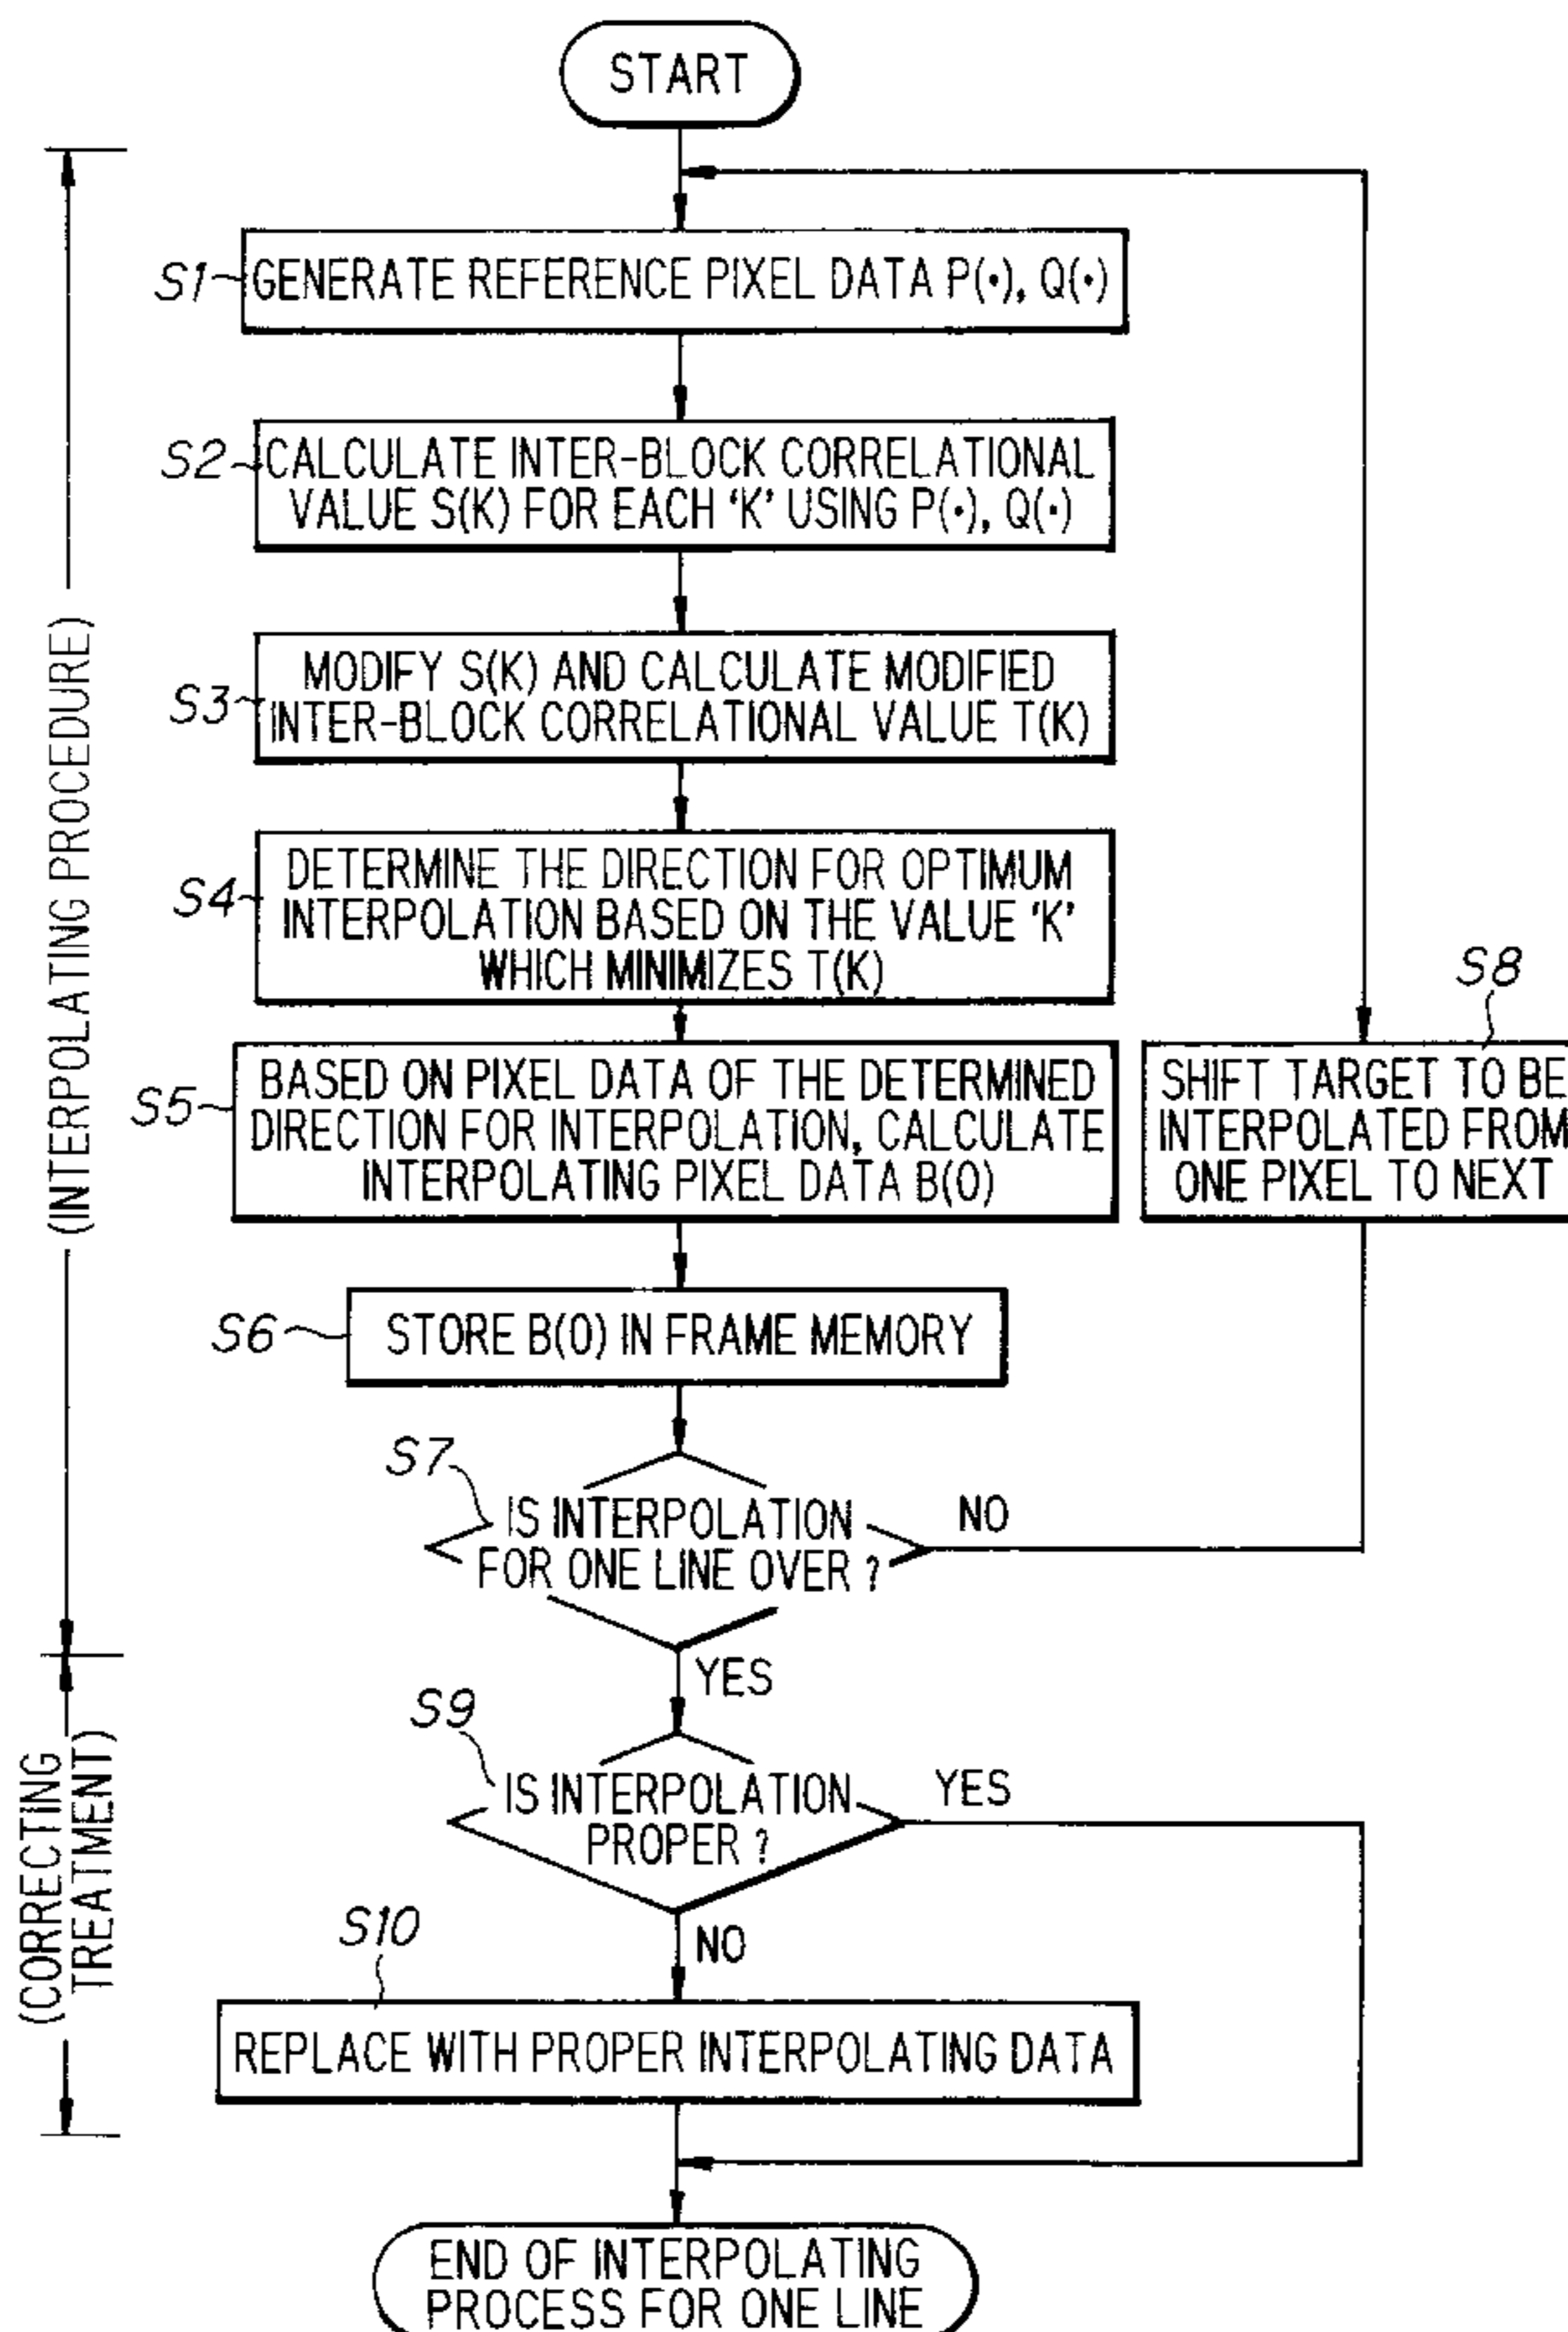 START
S1
GENERATE REFERENCE PIXEL DATA P(·), Q(·)
S2
CALCULATE INTER-BLOCK CORRELATIONAL
VALUE S(K) FOR EACH ‘K’ USING P(·), Q(·)
S3
MODIFY S(K) AND CALCULATE MODIFIED
INTER-BLOCK CORRELATIONAL VALUE T(K)
S4
DETERMINE THE DIRECTION FOR OPTIMUM
INTERPOLATION BASED ON THE VALUE ‘K’
WHICH MINIMIZES T(K)
S5
BASED ON PIXEL DATA OF THE DETERMINED
DIRECTION FOR INTERPOLATION, CALCULATE
INTERPOLATING PIXEL DATA B(0)
S8
SHIFT TARGET TO BE
INTERPOLATED FROM
ONE PIXEL TO NEXT
S6
STORE B(0) IN FRAME MEMORY
S7
IS INTERPOLATION
FOR ONE LINE OVER ?
NO
YES
(INTERPOLATING PROCEDURE)
S9
IS INTERPOLATION
PROPER ?
YES
NO
S10
REPLACE WITH PROPER INTERPOLATING DATA
(CORRECTING
TREATMENT)
END OF INTERPOLATING
PROCESS FOR ONE LINE